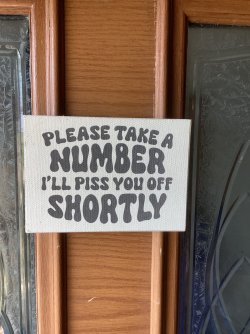 PLEASE TAKE A
NUMBER
I'LL PISS YOU OFF
SHORTLY